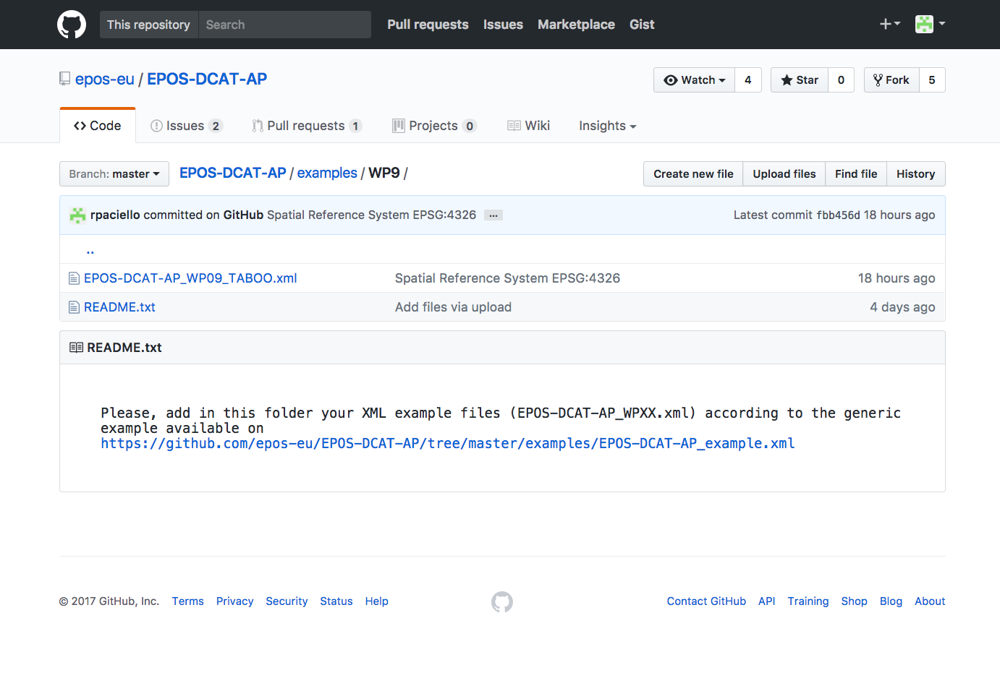 This repository Search Pull requests Issues Marketplace Gist
epos-eu / EPOS-DCAT-AP Watch 4 Star 0 Fork 5
Code Issues 2 Pull requests 1 Projects 0 Wiki Insights
Branch: master EPOS-DCAT-AP / examples / WP9 / Create new file Upload files Find file History
rpaciello committed on GitHub Spatial Reference System EPSG:4326 … Latest commit fbb456d 18 hours ago
..
EPOS-DCAT-AP_WP09_TABOO.xml Spatial Reference System EPSG:4326 18 hours ago
README.txt Add files via upload 4 days ago
README.txt
Please, add in this folder your XML example files (EPOS-DCAT-AP_WPXX.xml) according to the generic
example available on
https://github.com/epos-eu/EPOS-DCAT-AP/tree/master/examples/EPOS-DCAT-AP_example.xml
© 2017 GitHub, Inc. Terms Privacy Security Status Help Contact GitHub API Training Shop Blog About